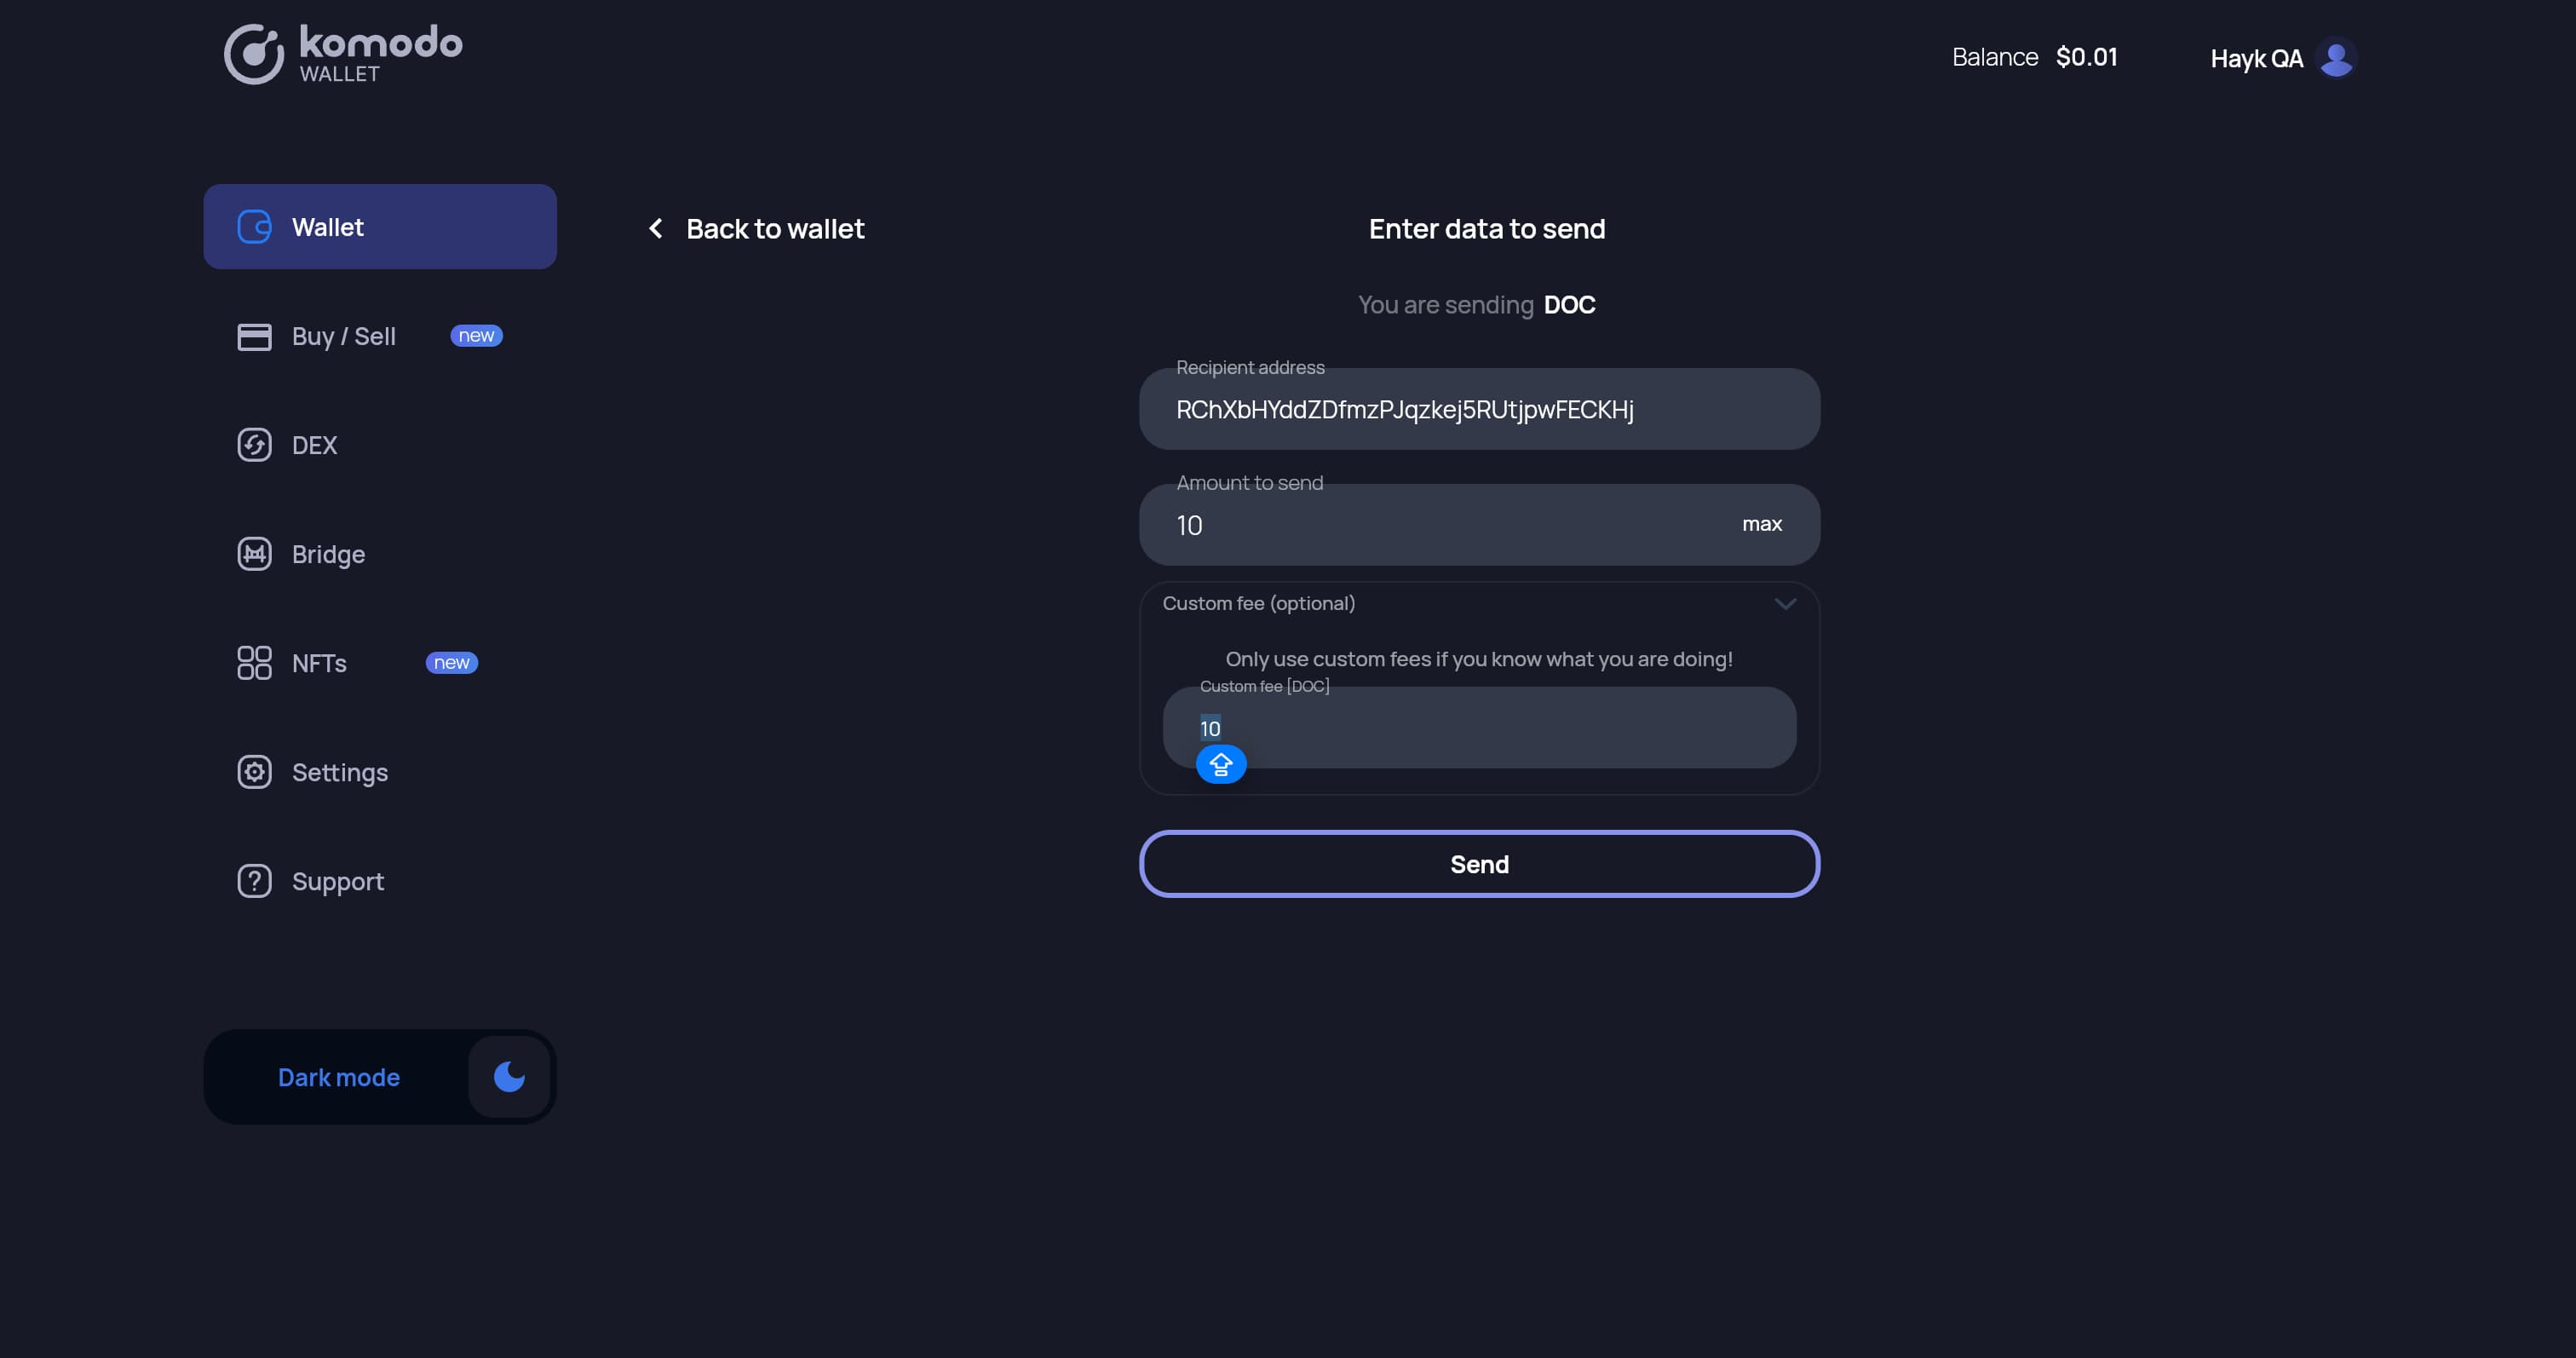 komodo
WALLET
Balance $0.01
Hayk QA
Wallet
Buy / Sell new
DEX
Bridge
NFTs new
Settings
Support
Dark mode
Back to wallet
Enter data to send
You are sending DOC
Recipient address
RChXbHYddZDfmzPJqzkej5RUtjpwFECKHj
Amount to send
10 max
Custom fee (optional)
Only use custom fees if you know what you are doing!
Custom fee [DOC]
10
Send